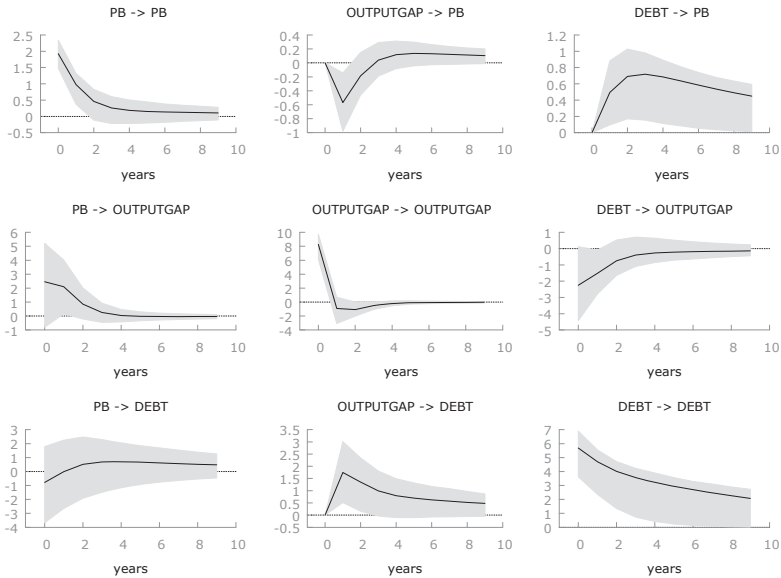 PB -> PB
OUTPUTGAP -> PB
DEBT -> PB
2.5
2
1.5
1
0.5
0
-0.5
0 2 4 6 8 10
years
0.4
0.2
0
-0.2
-0.4
-0.6
-0.8
-1
0 2 4 6 8 10
years
1.2
1
0.8
0.6
0.4
0.2
0
0 2 4 6 8 10
years
PB -> OUTPUTGAP
OUTPUTGAP -> OUTPUTGAP
DEBT -> OUTPUTGAP
6
5
4
3
2
1
0
-1
0 2 4 6 8 10
years
10
8
6
4
2
0
-2
-4
0 2 4 6 8 10
years
1
0
-1
-2
-3
-4
-5
0 2 4 6 8 10
years
PB -> DEBT
OUTPUTGAP -> DEBT
DEBT -> DEBT
3
2
1
0
-1
-2
-3
-4
0 2 4 6 8 10
years
3.5
3
2.5
2
1.5
1
0.5
0
-0.5
0 2 4 6 8 10
years
7
6
5
4
3
2
1
0
0 2 4 6 8 10
years